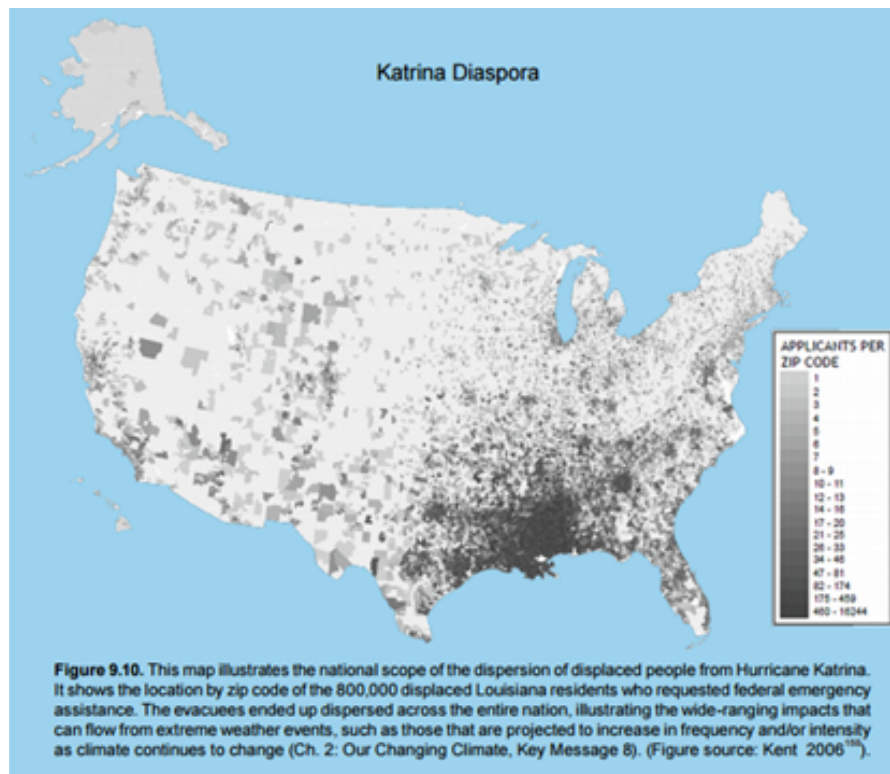 Katrina Diaspora
APPLICANTS PER
ZIP CODE
1
2
3
4
5
6
7
8 - 9
10 - 11
12 - 13
14 - 16
17 - 20
21 - 25
26 - 33
34 - 46
47 - 81
82 - 174
175 - 459
460 - 16244
Figure 9.10. This map illustrates the national scope of the dispersion of displaced people from Hurricane Katrina.
It shows the location by zip code of the 800,000 displaced Louisiana residents who requested federal emergency
assistance. The evacuees ended up dispersed across the entire nation, illustrating the wide-ranging impacts that
can flow from extreme weather events, such as those that are projected to increase in frequency and/or intensity
as climate continues to change (Ch. 2: Our Changing Climate, Key Message 8). (Figure source: Kent 2006